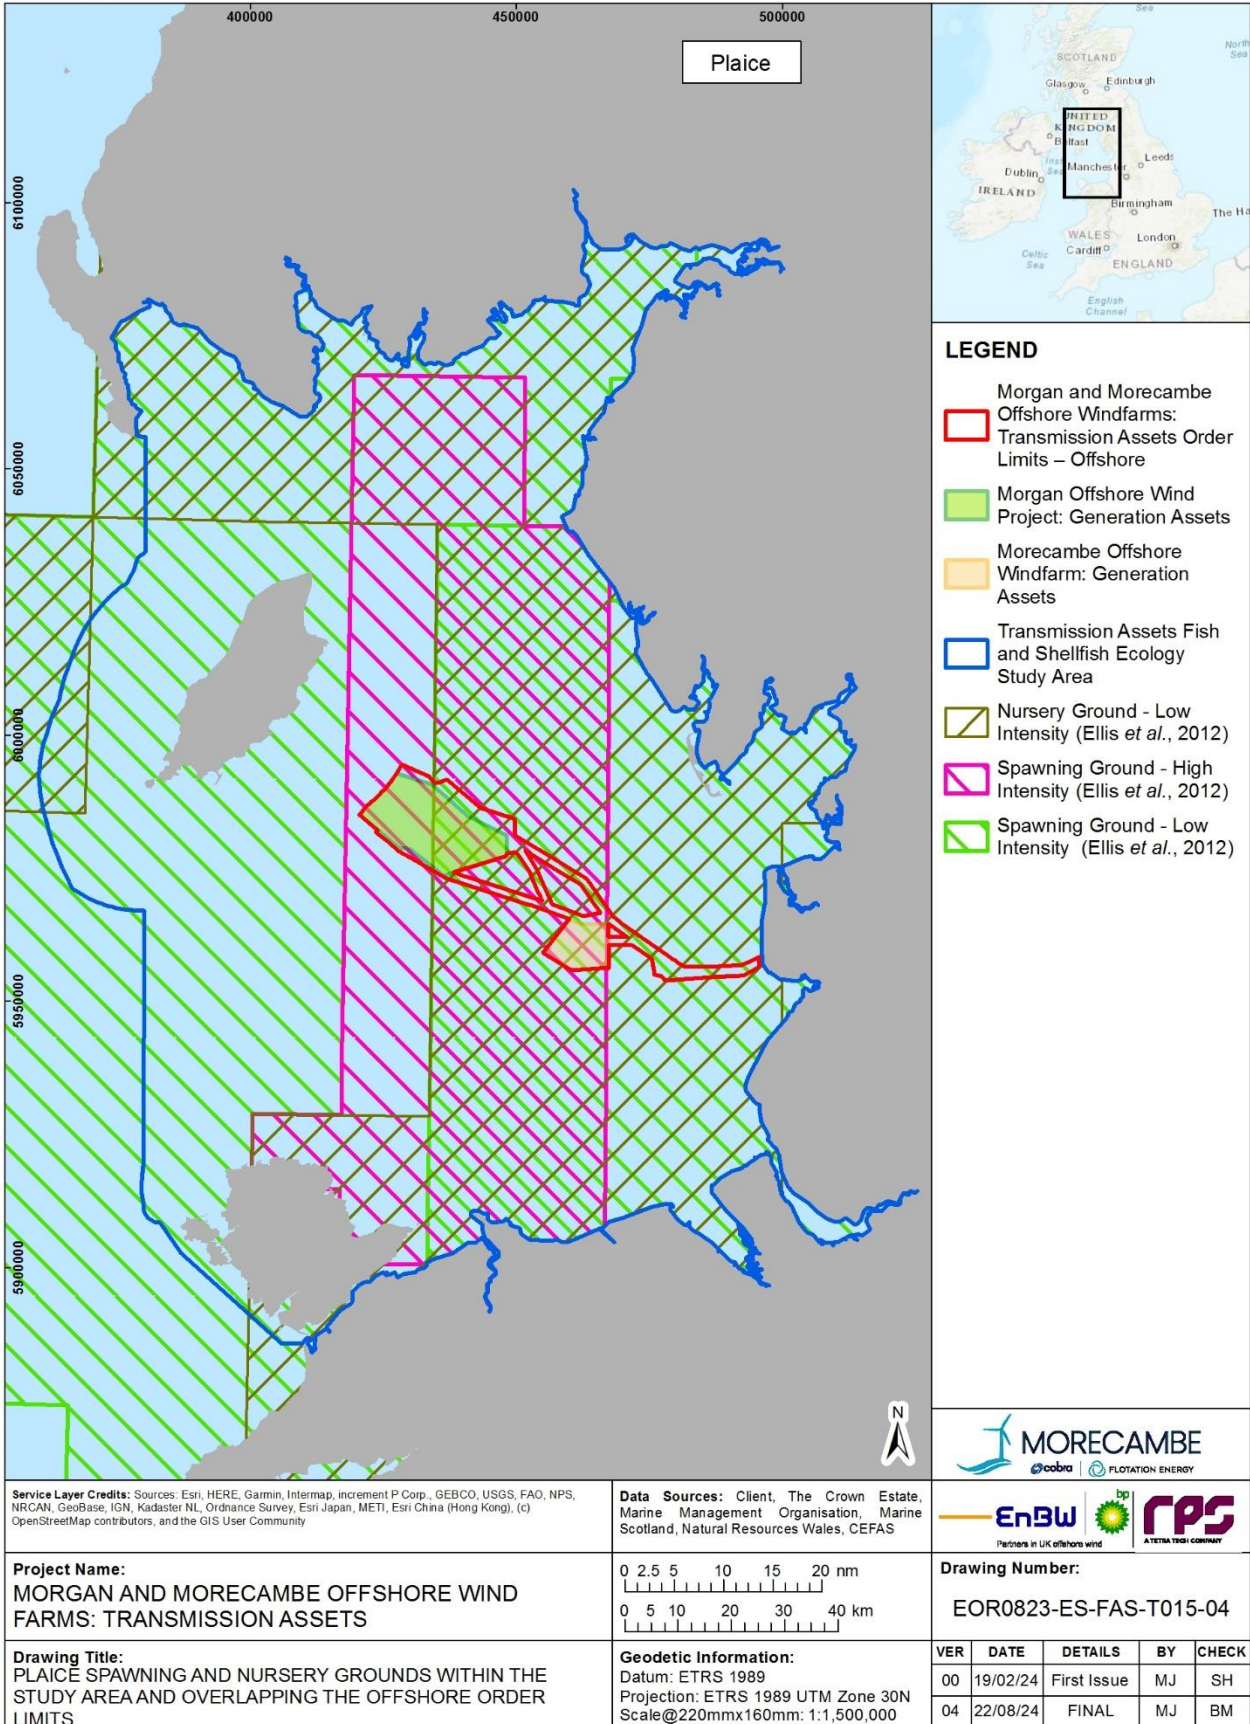 400000
450000
500000
Plaice
6100000
6050000
6000000
5950000
5900000
N
Sea
North
Sea
SCOTLAND
Glasgow
Edinburgh
UNITED
KINGDOM
Belfast
Leeds
Dublin
Manchester
IRELAND
Birmingham
The Ha
WALES
London
Cardiff
Celtic
Sea
ENGLAND
English
Channel
LEGEND
Morgan and Morecambe
Offshore Windfarms:
Transmission Assets Order
Limits – Offshore
Morgan Offshore Wind
Project: Generation Assets
Morecambe Offshore
Windfarm: Generation
Assets
Transmission Assets Fish
and Shellfish Ecology
Study Area
Nursery Ground - Low
Intensity (Ellis et al., 2012)
Spawning Ground - High
Intensity (Ellis et al., 2012)
Spawning Ground - Low
Intensity (Ellis et al., 2012)
MORECAMBE
cobra FLOTATION ENERGY
EnBW bp rps
Partners in UK offshore wind
A TETRA TECH COMPANY
Service Layer Credits: Sources: Esri, HERE, Garmin, Intermap, increment P Corp., GEBCO, USGS, FAO, NPS,
NRCAN, GeoBase, IGN, Kadaster NL, Ordnance Survey, Esri Japan, METI, Esri China (Hong Kong), (c)
OpenStreetMap contributors, and the GIS User Community
Data Sources: Client, The Crown Estate,
Marine Management Organisation, Marine
Scotland, Natural Resources Wales, CEFAS
Project Name:
MORGAN AND MORECAMBE OFFSHORE WIND
FARMS: TRANSMISSION ASSETS
0 2.5 5 10 15 20 nm
0 5 10 20 30 40 km
Drawing Number:
EOR0823-ES-FAS-T015-04
Drawing Title:
PLAICE SPAWNING AND NURSERY GROUNDS WITHIN THE
STUDY AREA AND OVERLAPPING THE OFFSHORE ORDER
LIMITS
Geodetic Information:
Datum: ETRS 1989
Projection: ETRS 1989 UTM Zone 30N
Scale@220mmx160mm: 1:1,500,000
VER DATE DETAILS BY CHECK
00 19/02/24 First Issue MJ SH
04 22/08/24 FINAL MJ BM